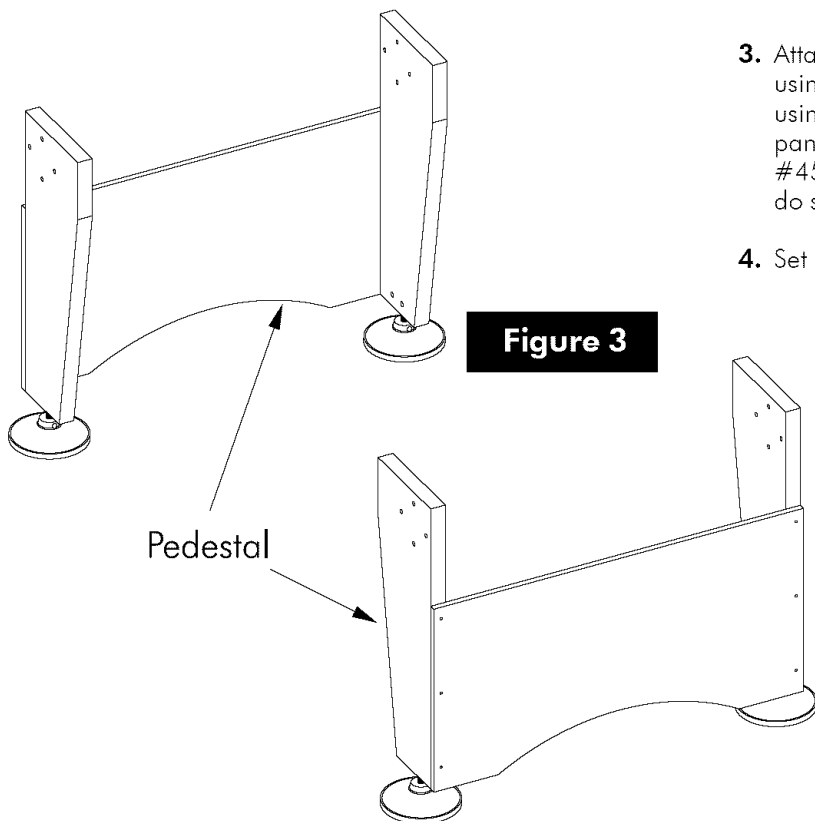 3. Atta
usin
usin
pan
#45
do s
4. Set
Figure 3
Pedestal